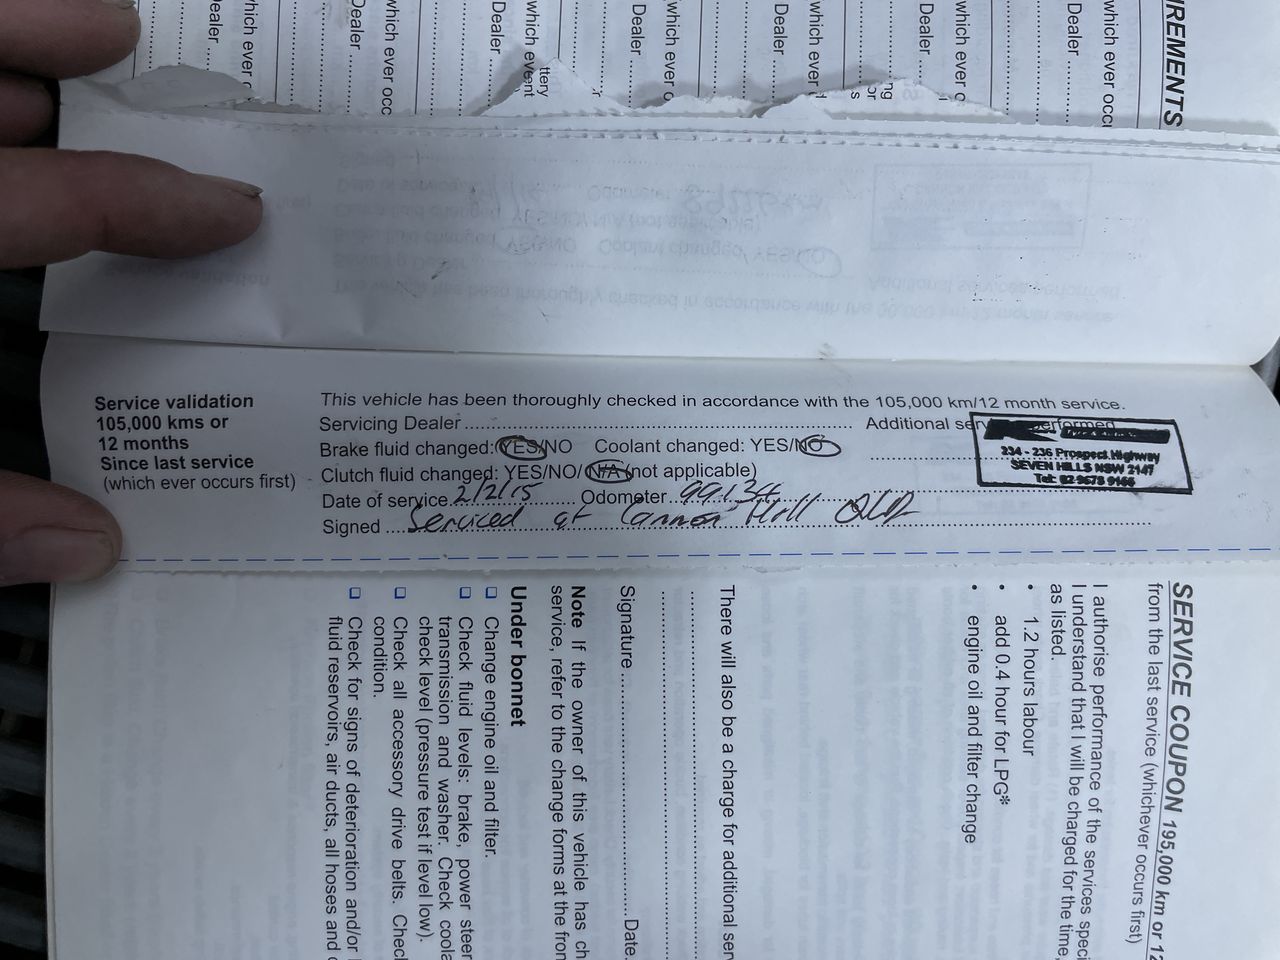 IREMENTS
which ever occ
Dealer
which ever o
Dealer
which ever
Dealer
which ever o
Dealer
which ever
Dealer
which ever occ
Dealer
which ever
Dealer
ttery
event
ng
or
s
Service validation
105,000 kms or
12 months
Since last service
(which ever occurs first)
This vehicle has been thoroughly checked in accordance with the 105,000 km/12 month service.
Servicing Dealer Additional services performed
Brake fluid changed: YES/NO Coolant changed: YES/NO
Clutch fluid changed: YES/NO/N/A (not applicable)
Date of service 2/2/15 Odometer 99134
Signed Serviced at Cannon Hill QLD
234 - 236 Prospect Highway
SEVEN HILLS NSW 2147
Tel: 02 9673 9166
SERVICE COUPON 195,000 km or 12
from the last service (whichever occurs first)
I authorise performance of the services speci
I understand that I will be charged for the time,
as listed.
• 1.2 hours labour
• add 0.4 hour for LPG*
• engine oil and filter change
There will also be a charge for additional ser
Signature Date
Note If the owner of this vehicle has ch
service, refer to the change forms at the fron
Under bonnet
❑ Change engine oil and filter.
❑ Check fluid levels: brake, power steer
transmission and washer. Check coola
check level (pressure test if level low).
❑ Check all accessory drive belts. Chec
condition.
❑ Check for signs of deterioration and/or
fluid reservoirs, air ducts, all hoses and